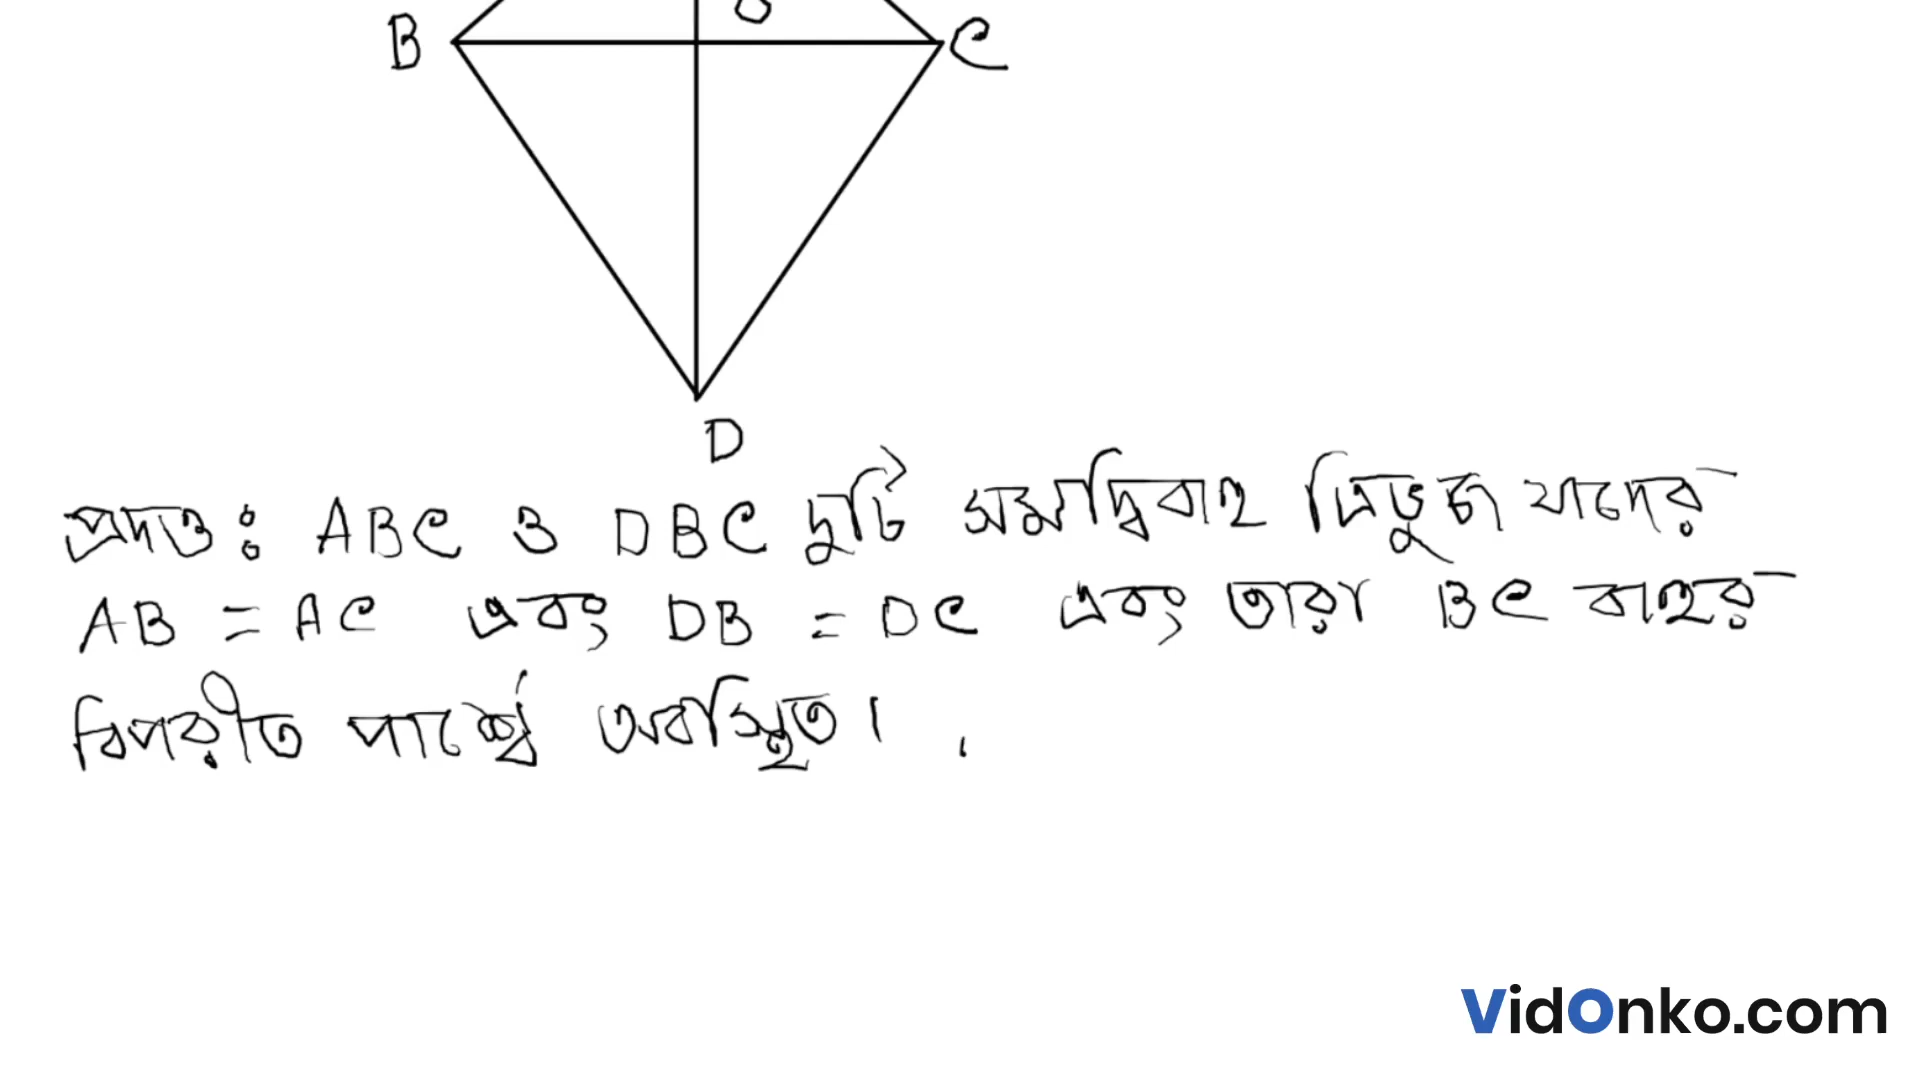 O
B
C
D
প্রদত্ত: ABC ও DBC দুটি সমদ্বিবাহু ত্রিভুজ যাদের
AB = AC এবং DB = DC এবং তারা BC বাহুর
বিপরীত পার্শ্বে অবস্থিত।
VidOnko.com